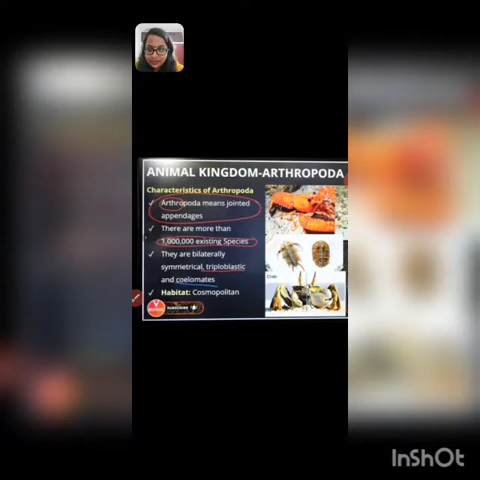 ANIMAL KINGDOM-ARTHROPODA
Characteristics of Arthropoda
✓ Arthropoda means jointed
appendages
✓ There are more than
1,000,000 existing Species
✓ They are bilaterally
symmetrical, triploblastic
and coelomates
✓ Habitat: Cosmopolitan
SUBSCRIBE
InShOt